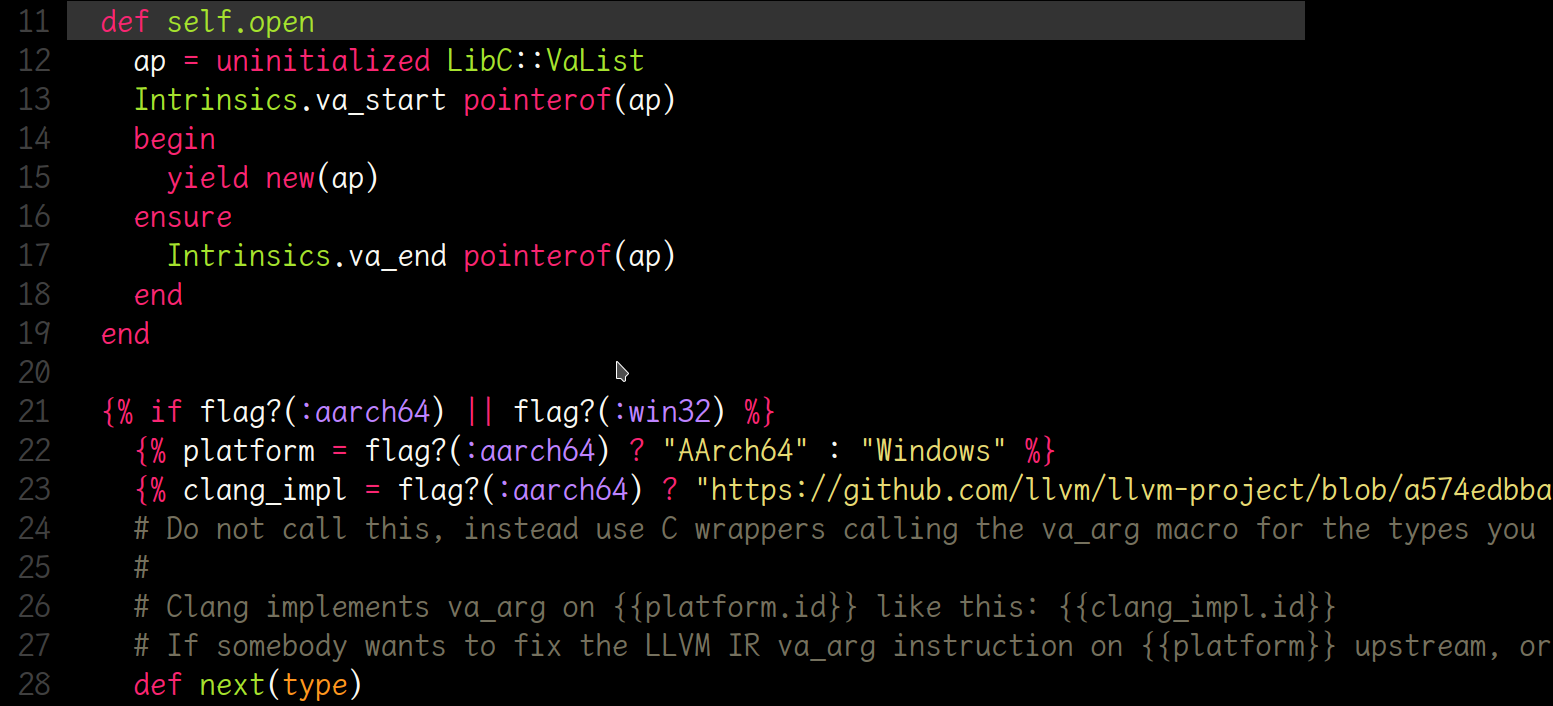 11 def self.open
12 ap = uninitialized LibC::VaList
13 Intrinsics.va_start pointerof(ap)
14 begin
15 yield new(ap)
16 ensure
17 Intrinsics.va_end pointerof(ap)
18 end
19 end
20
21 {% if flag?(:aarch64) || flag?(:win32) %}
22 {% platform = flag?(:aarch64) ? "AArch64" : "Windows" %}
23 {% clang_impl = flag?(:aarch64) ? "https://github.com/llvm/llvm-project/blob/a574edbba
24 # Do not call this, instead use C wrappers calling the va_arg macro for the types you
25 #
26 # Clang implements va_arg on {{platform.id}} like this: {{clang_impl.id}}
27 # If somebody wants to fix the LLVM IR va_arg instruction on {{platform}} upstream, or
28 def next(type)